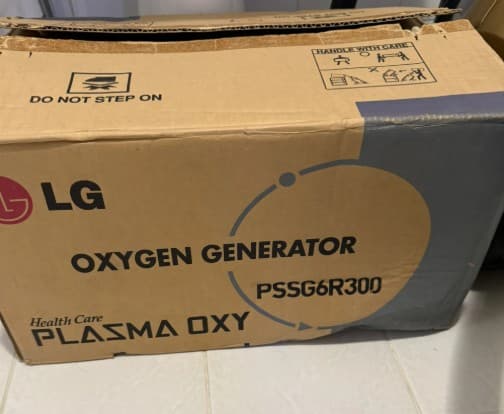 HANDLE WITH CARE
DO NOT STEP ON
LG
OXYGEN GENERATOR
PSSG6R300
Health Care
PLASMA OXY